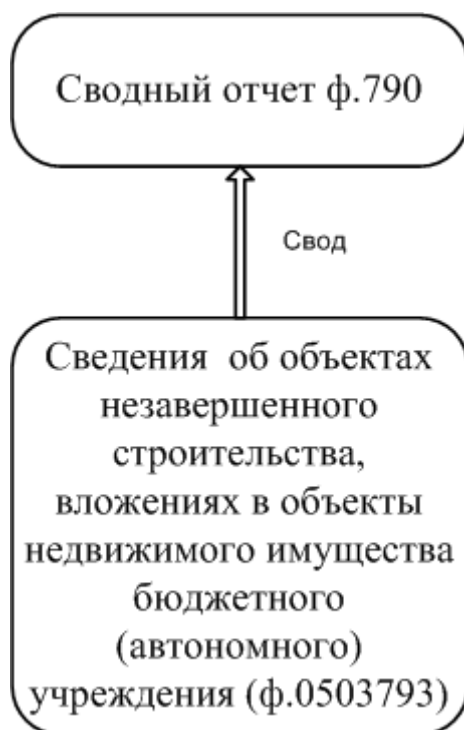 Сводный отчет ф.790
Свод
Сведения об объектах
незавершенного
строительства,
вложениях в объекты
недвижимого имущества
бюджетного
(автономного)
учреждения (ф.0503793)